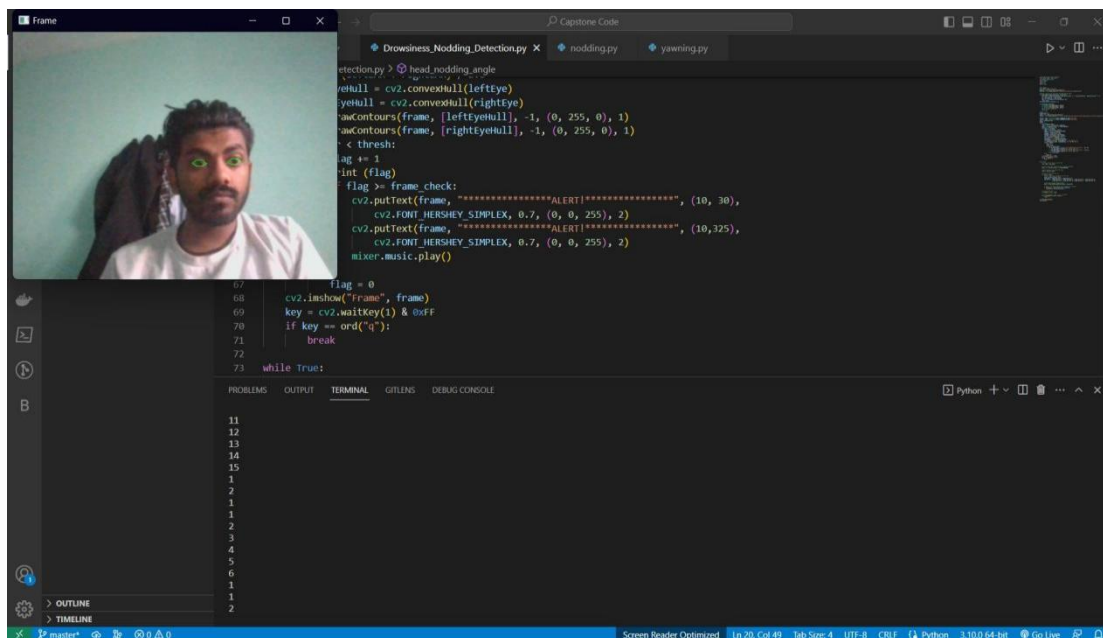 Frame
Capstone Code
Drowsiness_Nodding_Detection.py
nodding.py
yawning.py
etection.py > head_nodding_angle
yeHull = cv2.convexHull(leftEye)
EyeHull = cv2.convexHull(rightEye)
rawContours(frame, [leftEyeHull], -1, (0, 255, 0), 1)
rawContours(frame, [rightEyeHull], -1, (0, 255, 0), 1)
< thresh:
lag += 1
rint (flag)
f flag >= frame_check:
cv2.putText(frame, "****************ALERT!****************", (10, 30),
cv2.FONT_HERSHEY_SIMPLEX, 0.7, (0, 0, 255), 2)
cv2.putText(frame, "****************ALERT!****************", (10,325),
cv2.FONT_HERSHEY_SIMPLEX, 0.7, (0, 0, 255), 2)
mixer.music.play()
67 flag = 0
68 cv2.imshow("Frame", frame)
69 key = cv2.waitKey(1) & 0xFF
70 if key == ord("q"):
71 break
72
73 while True:
PROBLEMS OUTPUT TERMINAL GITLENS DEBUG CONSOLE
Python
11
12
13
14
15
1
2
1
1
2
3
4
5
6
1
1
2
> OUTLINE
> TIMELINE
master* 0 0 Screen Reader Optimized Ln 20, Col 49 Tab Size: 4 UTF-8 CRLF Python 3.10.0 64-bit Go Live